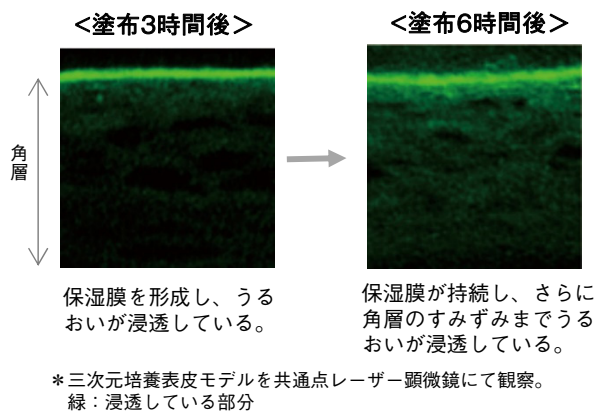 ＜塗布3時間後＞
＜塗布6時間後＞
角層
保湿膜を形成し、うる
おいが浸透している。
保湿膜が持続し、さらに
角層のすみずみまでうる
おいが浸透している。
＊三次元培養表皮モデルを共通点レーザー顕微鏡にて観察。
緑：浸透している部分